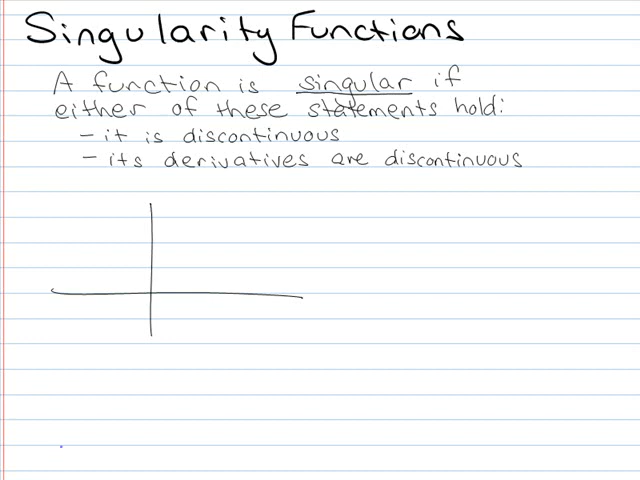 Singularity Functions
A function is singular if
either of these statements hold:
- it is discontinuous
- its derivatives are discontinuous